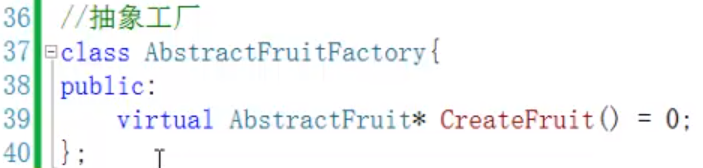 36 //抽象工厂
37 class AbstractFruitFactory{
38 public:
39     virtual AbstractFruit* CreateFruit() = 0;
40 };